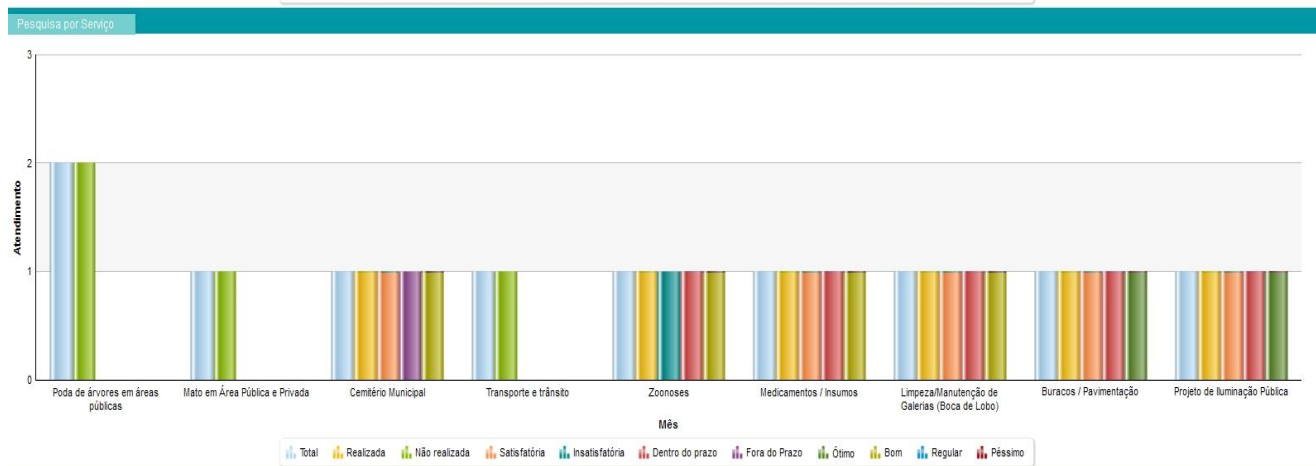 Pesquisa por Serviço
3
2
1
0
Atendimento
Poda de árvores em áreas
públicas
Mato em Área Pública e Privada
Cemitério Municipal
Transporte e trânsito
Zoonoses
Medicamentos / Insumos
Limpeza/Manutenção de
Galerias (Boca de Lobo)
Buracos / Pavimentação
Projeto de Iluminação Pública
Mês
Total Realizada Não realizada Satisfatória Insatisfatória Dentro do prazo Fora do Prazo Ótimo Bom Regular Péssimo